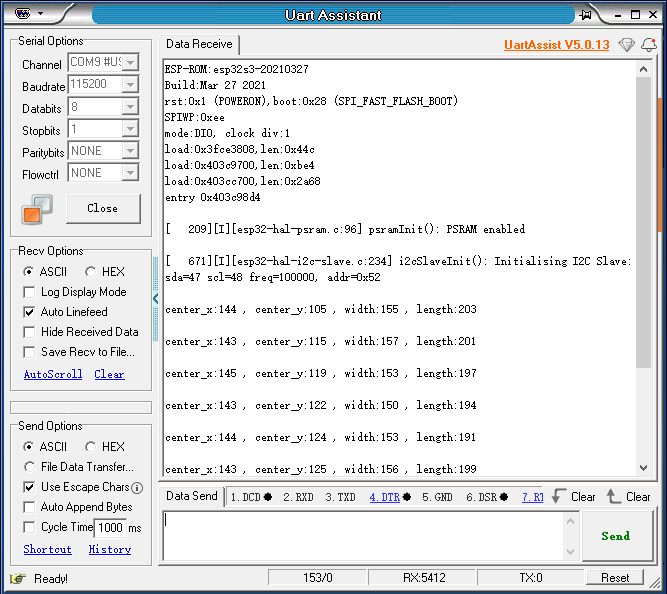 Uart Assistant
Serial Options
Channel COM9 #US
Baudrate 115200
Databits 8
Stopbits 1
Paritybits NONE
Flowctrl NONE
Close
Recv Options
ASCII HEX
Log Display Mode
Auto Linefeed
Hide Received Data
Save Recv to File...
AutoScroll Clear
Send Options
ASCII HEX
File Data Transfer...
Use Escape Chars
Auto Append Bytes
Cycle Time 1000 ms
Shortcut History
Data Receive
UartAssist V5.0.13
ESP-ROM:esp32s3-20210327
Build:Mar 27 2021
rst:0x1 (POWERON),boot:0x28 (SPI_FAST_FLASH_BOOT)
SPIWP:0xee
mode:DIO, clock div:1
load:0x3fce3808,len:0x44c
load:0x403c9700,len:0xbe4
load:0x403cc700,len:0x2a68
entry 0x403c98d4
[   209][I][esp32-hal-psram.c:96] psramInit(): PSRAM enabled
[   671][I][esp32-hal-i2c-slave.c:234] i2cSlaveInit(): Initialising I2C Slave:
sda=47 scl=48 freq=100000, addr=0x52
center_x:144 , center_y:105 , width:155 , length:203
center_x:143 , center_y:115 , width:157 , length:201
center_x:145 , center_y:119 , width:153 , length:197
center_x:143 , center_y:122 , width:150 , length:194
center_x:144 , center_y:124 , width:153 , length:191
center_x:143 , center_y:125 , width:156 , length:199
Data Send 1.DCD 2.RXD 3.TXD 4.DTR 5.GND 6.DSR 7.RT Clear Clear
Send
Ready! 153/0 RX:5412 TX:0 Reset